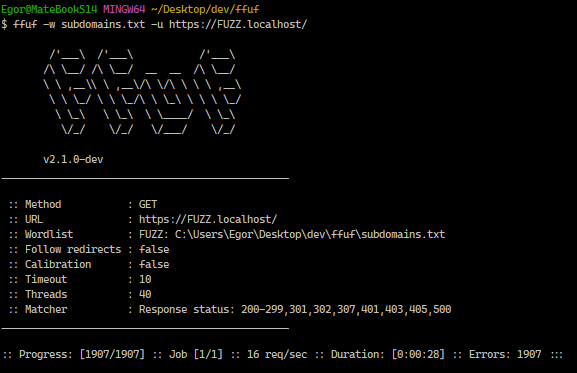 Egor@MateBookS14 MINGW64 ~/Desktop/dev/ffuf
$ ffuf -w subdomains.txt -u https://FUZZ.localhost/
v2.1.0-dev
:: Method : GET
:: URL : https://FUZZ.localhost/
:: Wordlist : FUZZ: C:\Users\Egor\Desktop\dev\ffuf\subdomains.txt
:: Follow redirects : false
:: Calibration : false
:: Timeout : 10
:: Threads : 40
:: Matcher : Response status: 200-299,301,302,307,401,403,405,500
:: Progress: [1907/1907] :: Job [1/1] :: 16 req/sec :: Duration: [0:00:28] :: Errors: 1907 :::